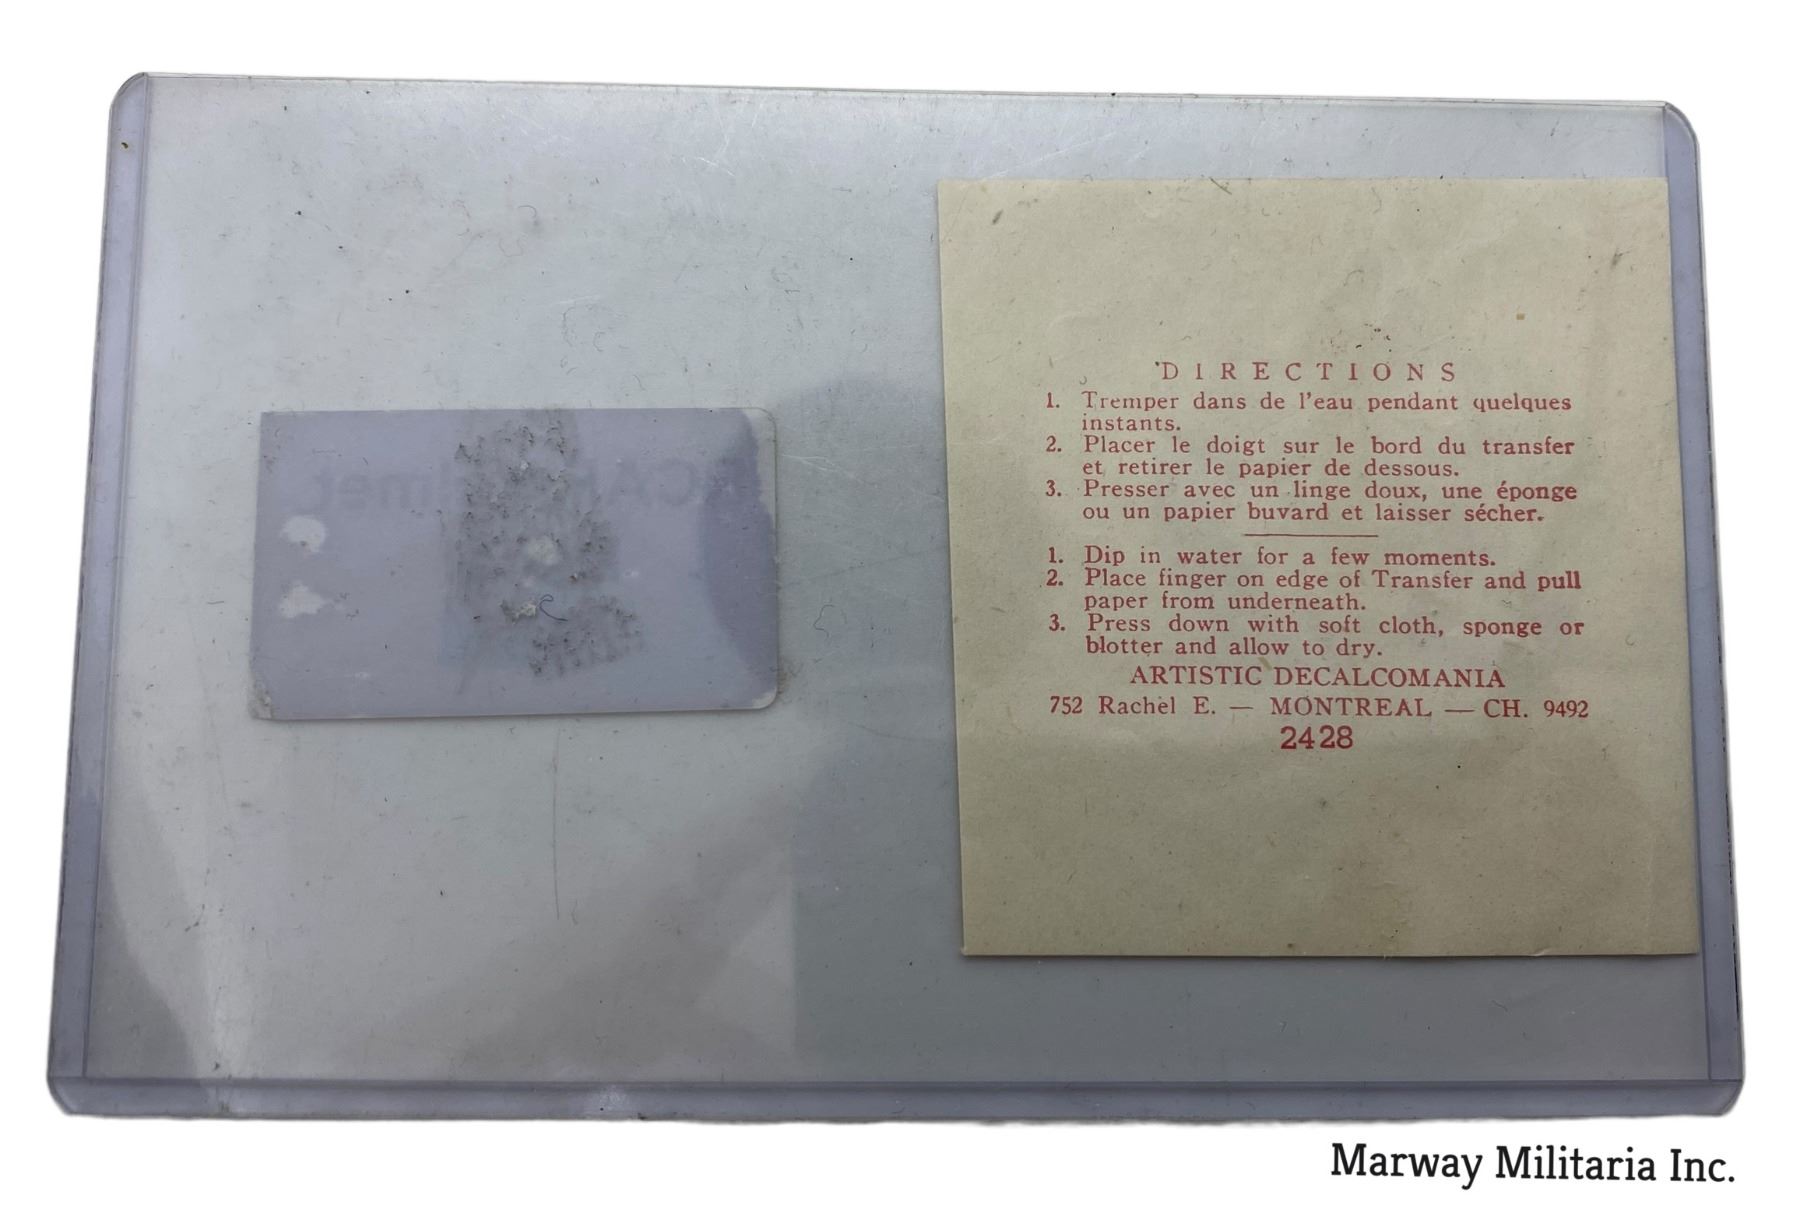 DIRECTIONS
1. Tremper dans de l'eau pendant quelques
instants.
2. Placer le doigt sur le bord du transfer
et retirer le papier de dessous.
3. Presser avec un linge doux, une éponge
ou un papier buvard et laisser sécher.
1. Dip in water for a few moments.
2. Place finger on edge of Transfer and pull
paper from underneath.
3. Press down with soft cloth, sponge or
blotter and allow to dry.
ARTISTIC DECALCOMANIA
752 Rachel E. — MONTREAL — CH. 9492
2428
Marway Militaria Inc.